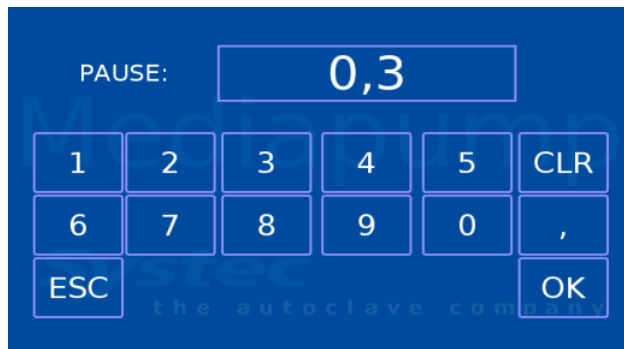 PAUSE: 0,3
Mediapump
1 2 3 4 5 CLR
6 7 8 9 0 ,
Systec
ESC OK
the autoclave company